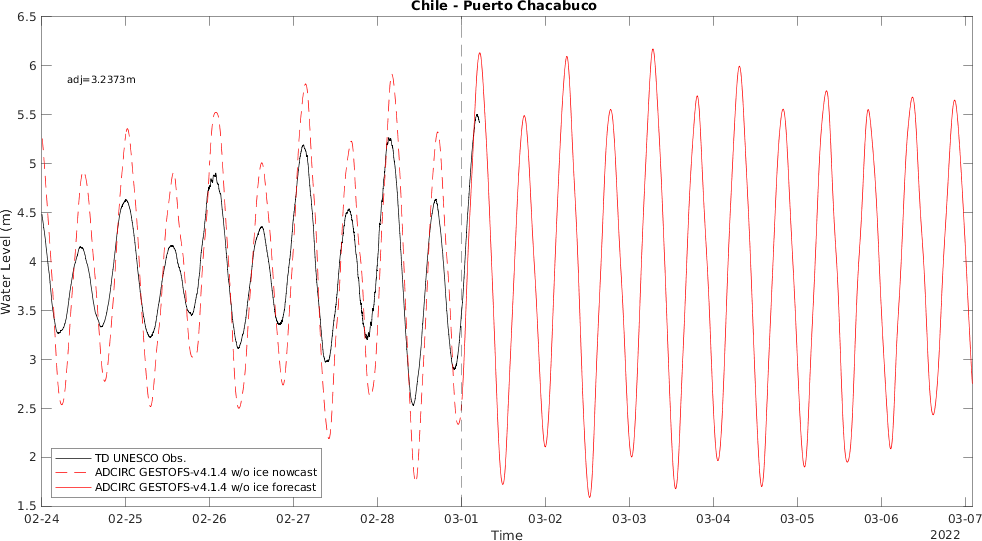 Chile - Puerto Chacabuco
6.5
6
5.5
5
4.5
4
3.5
3
2.5
2
1.5
Water Level (m)
adj=3.2373m
TD UNESCO Obs.
ADCIRC GESTOFS-v4.1.4 w/o ice nowcast
ADCIRC GESTOFS-v4.1.4 w/o ice forecast
02-24 02-25 02-26 02-27 02-28 03-01 03-02 03-03 03-04 03-05 03-06 03-07
Time
2022